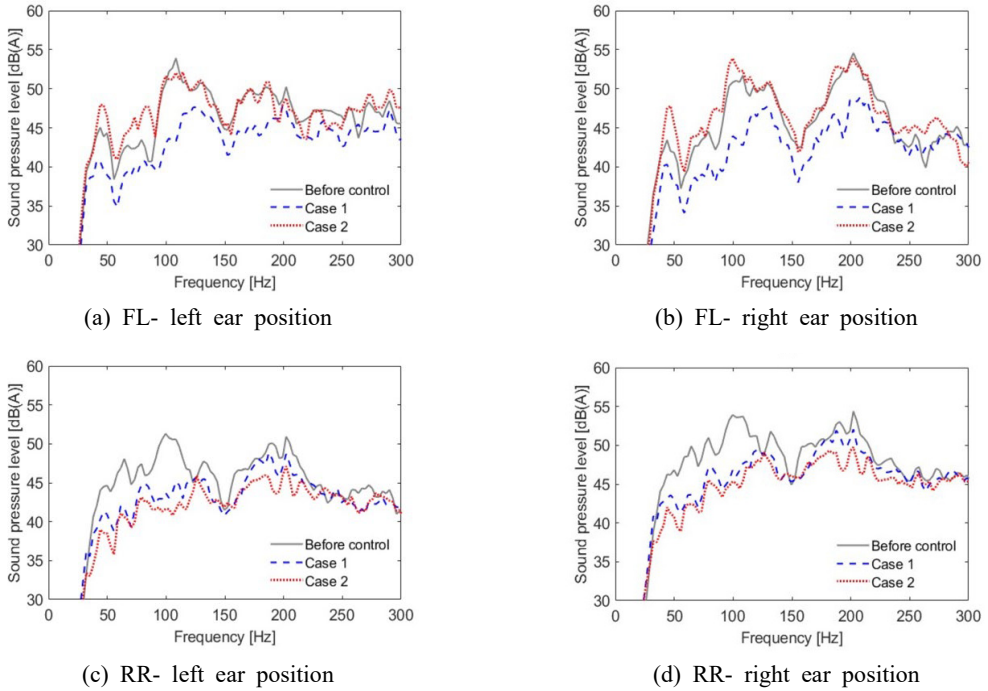 60
55
50
45
40
35
30
Sound pressure level [dB(A)]
Before control
Case 1
Case 2
0 50 100 150 200 250 300
Frequency [Hz]
(a) FL- left ear position
60
55
50
45
40
35
30
Sound pressure level [dB(A)]
Before control
Case 1
Case 2
0 50 100 150 200 250 300
Frequency [Hz]
(b) FL- right ear position
60
55
50
45
40
35
30
Sound pressure level [dB(A)]
Before control
Case 1
Case 2
0 50 100 150 200 250 300
Frequency [Hz]
(c) RR- left ear position
60
55
50
45
40
35
30
Sound pressure level [dB(A)]
Before control
Case 1
Case 2
0 50 100 150 200 250 300
Frequency [Hz]
(d) RR- right ear position